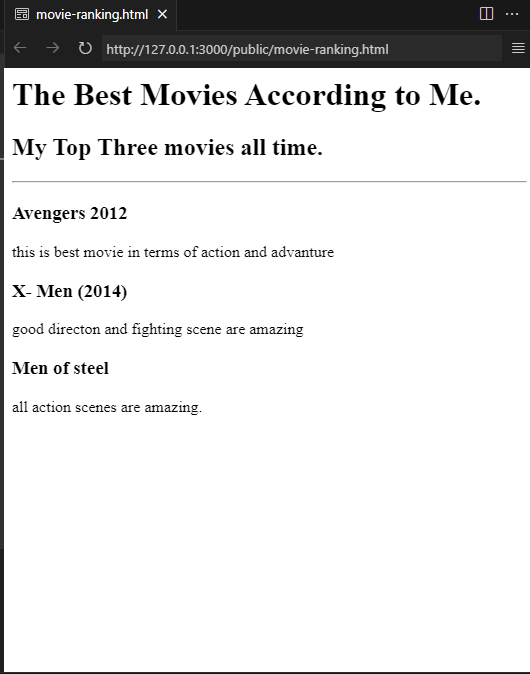 movie-ranking.html
http://127.0.0.1:3000/public/movie-ranking.html
The Best Movies According to Me.
My Top Three movies all time.
Avengers 2012
this is best movie in terms of action and advanture
X- Men (2014)
good directon and fighting scene are amazing
Men of steel
all action scenes are amazing.